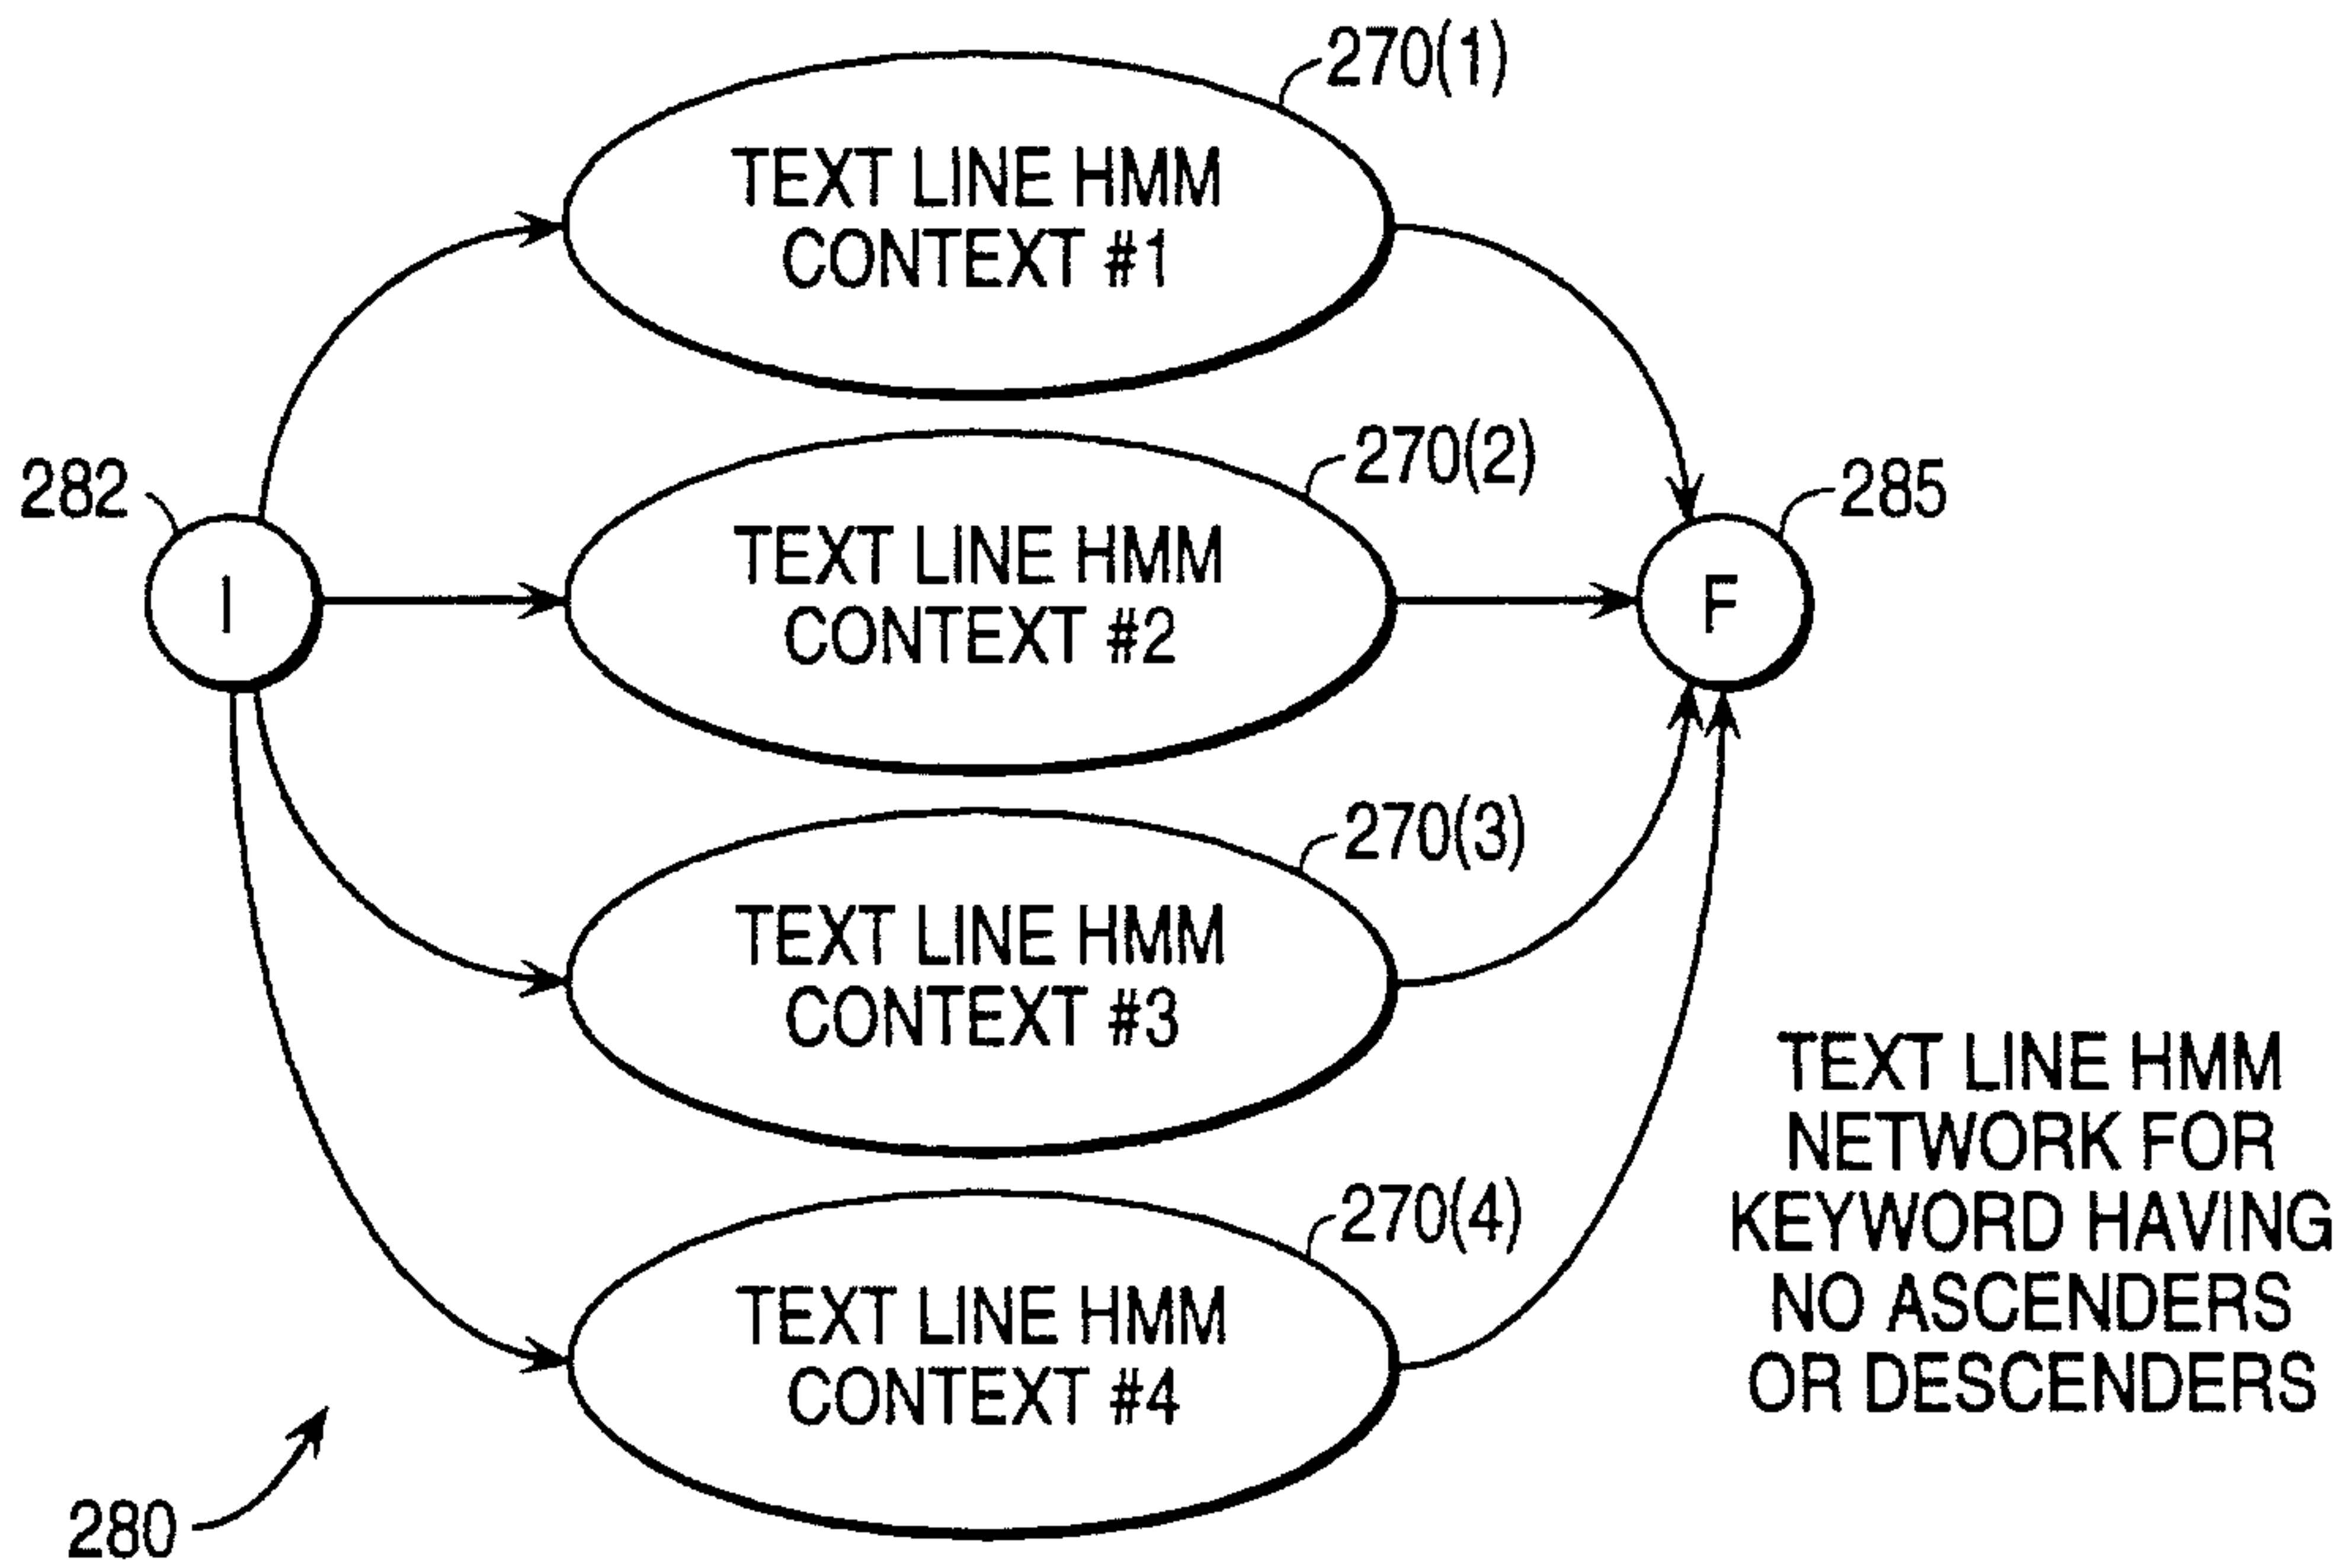 270(1)
TEXT LINE HMM
CONTEXT #1
270(2)
282
285
TEXT LINE HMM
CONTEXT #2
I
F
270(3)
TEXT LINE HMM
CONTEXT #3
270(4)
TEXT LINE HMM
CONTEXT #4
TEXT LINE HMM
NETWORK FOR
KEYWORD HAVING
NO ASCENDERS
OR DESCENDERS
280